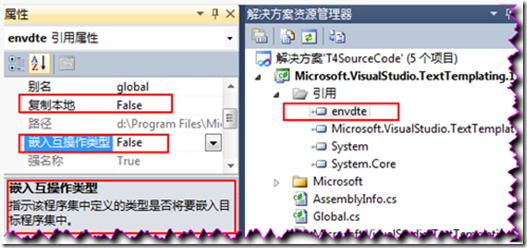 属性
envdte 引用属性
别名 global
复制本地 False
路径 d:\Program Files\Mic
嵌入互操作类型 False
强名称 True
嵌入互操作类型
指示该程序集中定义的类型是否将要嵌入目
标程序集中。
解决方案资源管理器
解决方案'T4SourceCode' (5 个项目)
Microsoft.VisualStudio.TextTemplating.
引用
envdte
Microsoft.VisualStudio.TextTemplat
System
System.Core
Microsoft
AssemblyInfo.cs
Global.cs